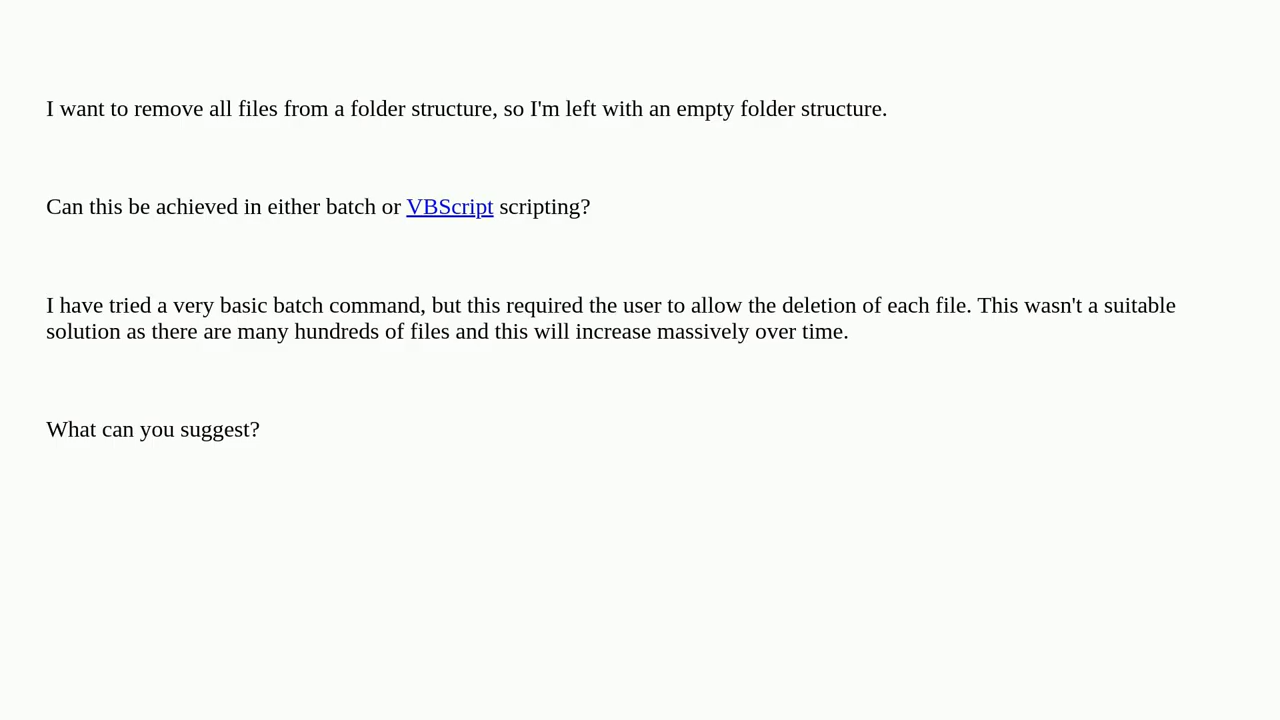 I want to remove all files from a folder structure, so I'm left with an empty folder structure.
Can this be achieved in either batch or VBScript scripting?
I have tried a very basic batch command, but this required the user to allow the deletion of each file. This wasn't a suitable
solution as there are many hundreds of files and this will increase massively over time.
What can you suggest?